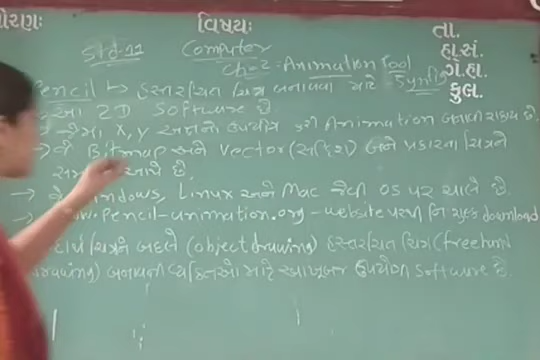 ધોરણઃ વિષયઃ તા.
હા.સં.
ગે.હા.
કુલ.
Std-11 Computer
Ch-2 = Animation Tool
Synfig
Pencil → હસ્તરચિત ચિત્ર બનાવવા માટે
આ 2D Software છે
X, Y અક્ષનો ઉપયોગ કરી Animation બનાવી શકાય છે.
→ તે Bitmap અને Vector (સદિશ) બંને પ્રકારના ચિત્રને
આપે છે.
→ તે Windows, Linux અને Mac જેવી OS પર ચાલે છે.
→ www.Pencil-animation.org - website પરથી નિ:શુલ્ક download
ચિત્રને બદલે (object drawing) હસ્તરચિત ચિત્ર (freehand
drawing) બનાવતી વ્યક્તિઓ માટે આ ખૂબજ ઉપયોગી Software છે.